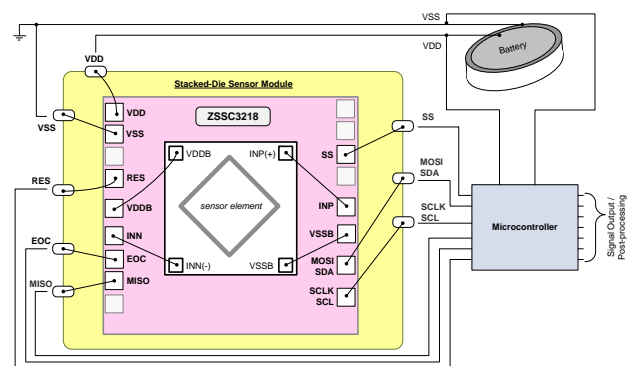 VSS
VDD
Battery
VDD
Stacked-Die Sensor Module
ZSSC3218
VDD
VSS
VSS
SS
SS
VDDB
INP(+)
RES
RES
MOSI
SDA
VDDB
sensor element
INP
SCLK
SCL
Microcontroller
Signal Output /
Post-processing
INN
VSSB
EOC
EOC
INN(-)
VSSB
MOSI
SDA
MISO
MISO
SCLK
SCL